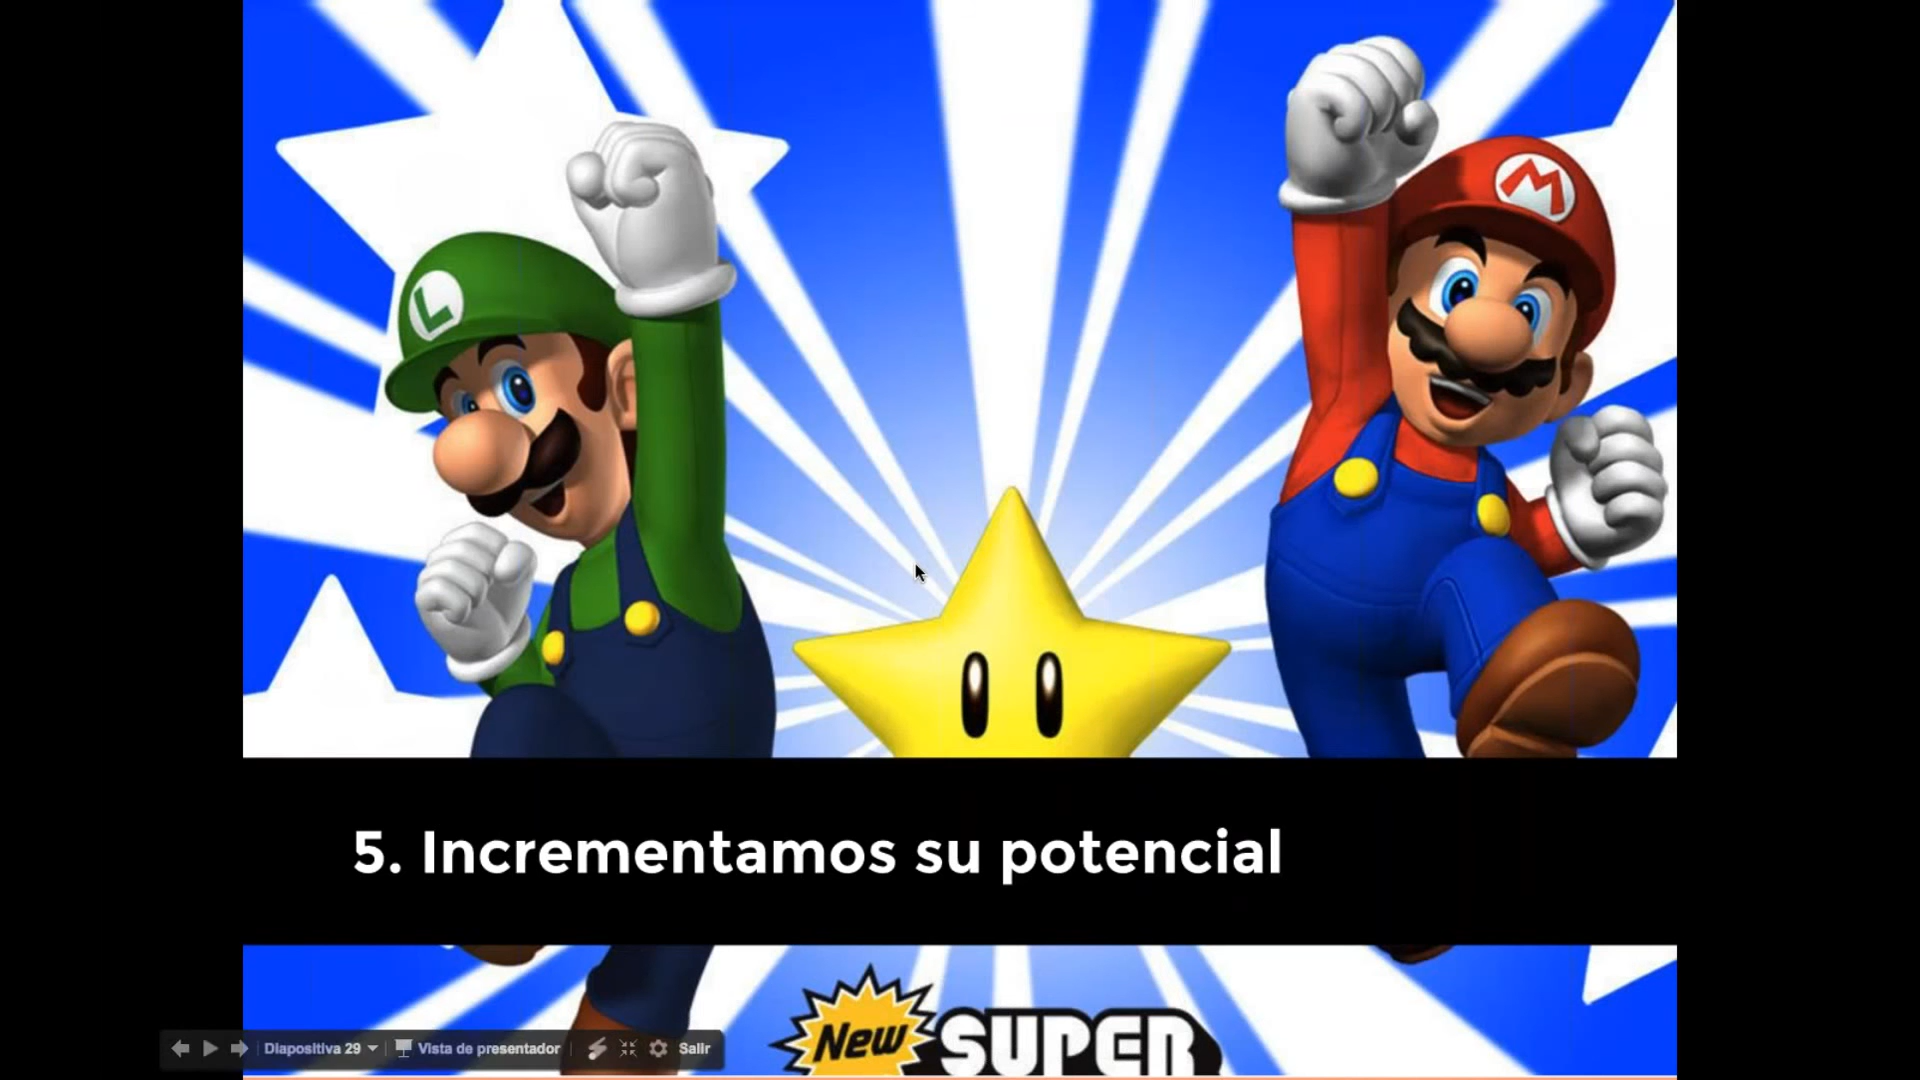 L
M
5. Incrementamos su potencial
New SUPER
Diapositiva 29 Vista de presentador Salir